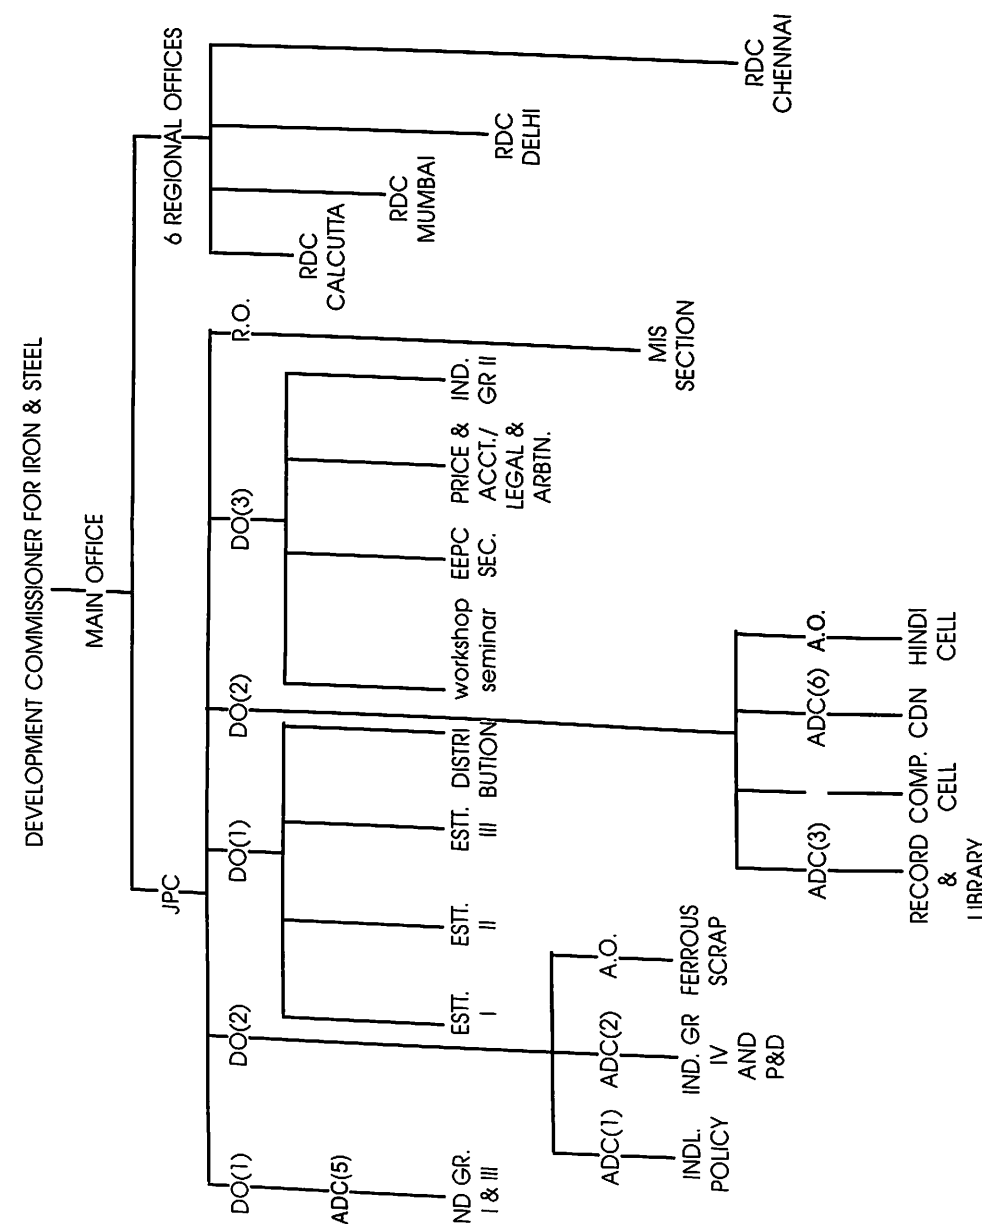 DEVELOPMENT COMMISSIONER FOR IRON & STEEL
MAIN OFFICE
JPC
6 REGIONAL OFFICES
DO(1)
DO(2)
DO(1)
DO(2)
DO(3)
R.O.
RDC
CALCUTTA
RDC
MUMBAI
RDC
DELHI
RDC
CHENNAI
ADC(5)
ND GR.
I & III
ESTT.
I
ESTT.
II
ESTT.
III
DISTRI
BUTION
workshop
seminar
EEPC
SEC.
PRICE &
ACCT./
LEGAL &
ARBTN.
IND.
GR II
MIS
SECTION
ADC(1)
INDL.
POLICY
ADC(2)
IND. GR
IV
AND
P&D
A.O.
FERROUS
SCRAP
ADC(3)
RECORD
&
LIBRARY
COMP.
CELL
ADC(6)
CDN
A.O.
HINDI
CELL